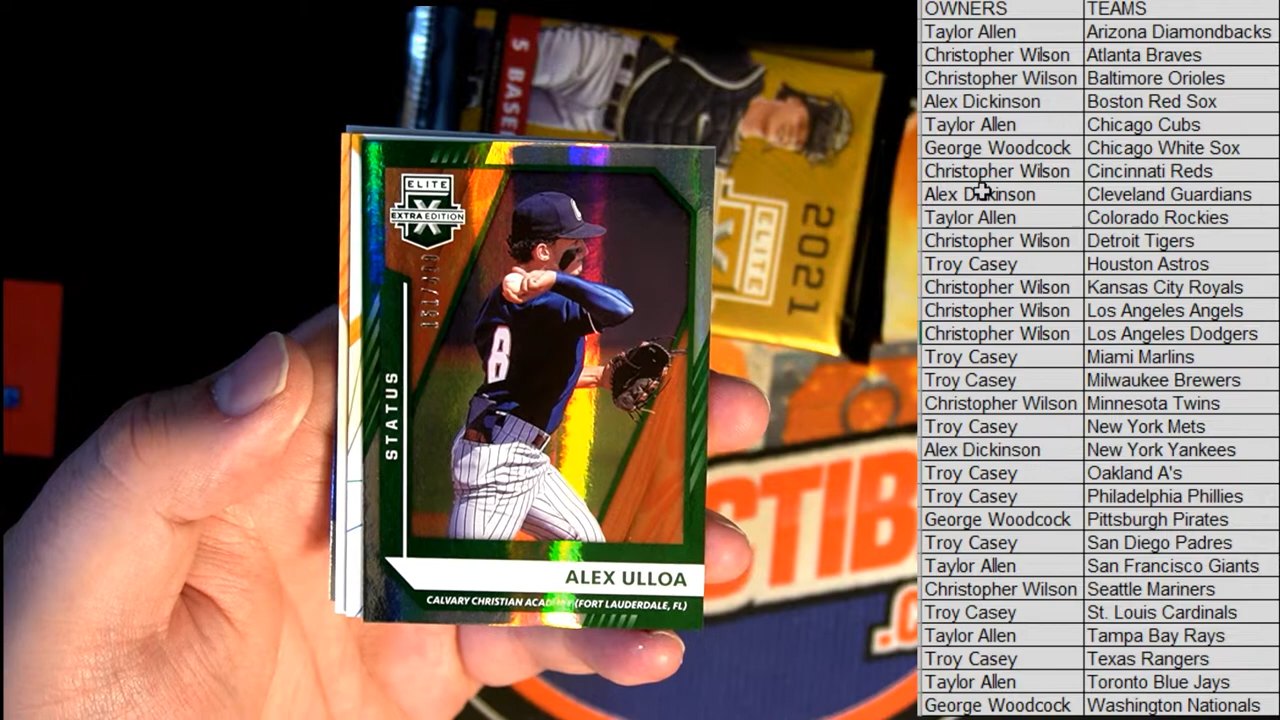 5 BASE
2021
ELITE
X
ELITE
X
EXTRA EDITION
8
STATUS
ALEX ULLOA
CALVARY CHRISTIAN (FORT LAUDERDALE, FL)
CTIB
.C
OWNERS TEAMS
Taylor Allen Arizona Diamondbacks
Christopher Wilson Atlanta Braves
Christopher Wilson Baltimore Orioles
Alex Dickinson Boston Red Sox
Taylor Allen Chicago Cubs
George Woodcock Chicago White Sox
Christopher Wilson Cincinnati Reds
Alex Dickinson Cleveland Guardians
Taylor Allen Colorado Rockies
Christopher Wilson Detroit Tigers
Troy Casey Houston Astros
Christopher Wilson Kansas City Royals
Christopher Wilson Los Angeles Angels
Christopher Wilson Los Angeles Dodgers
Troy Casey Miami Marlins
Troy Casey Milwaukee Brewers
Christopher Wilson Minnesota Twins
Troy Casey New York Mets
Alex Dickinson New York Yankees
Troy Casey Oakland A's
Troy Casey Philadelphia Phillies
George Woodcock Pittsburgh Pirates
Troy Casey San Diego Padres
Taylor Allen San Francisco Giants
Christopher Wilson Seattle Mariners
Troy Casey St. Louis Cardinals
Taylor Allen Tampa Bay Rays
Troy Casey Texas Rangers
Taylor Allen Toronto Blue Jays
George Woodcock Washington Nationals